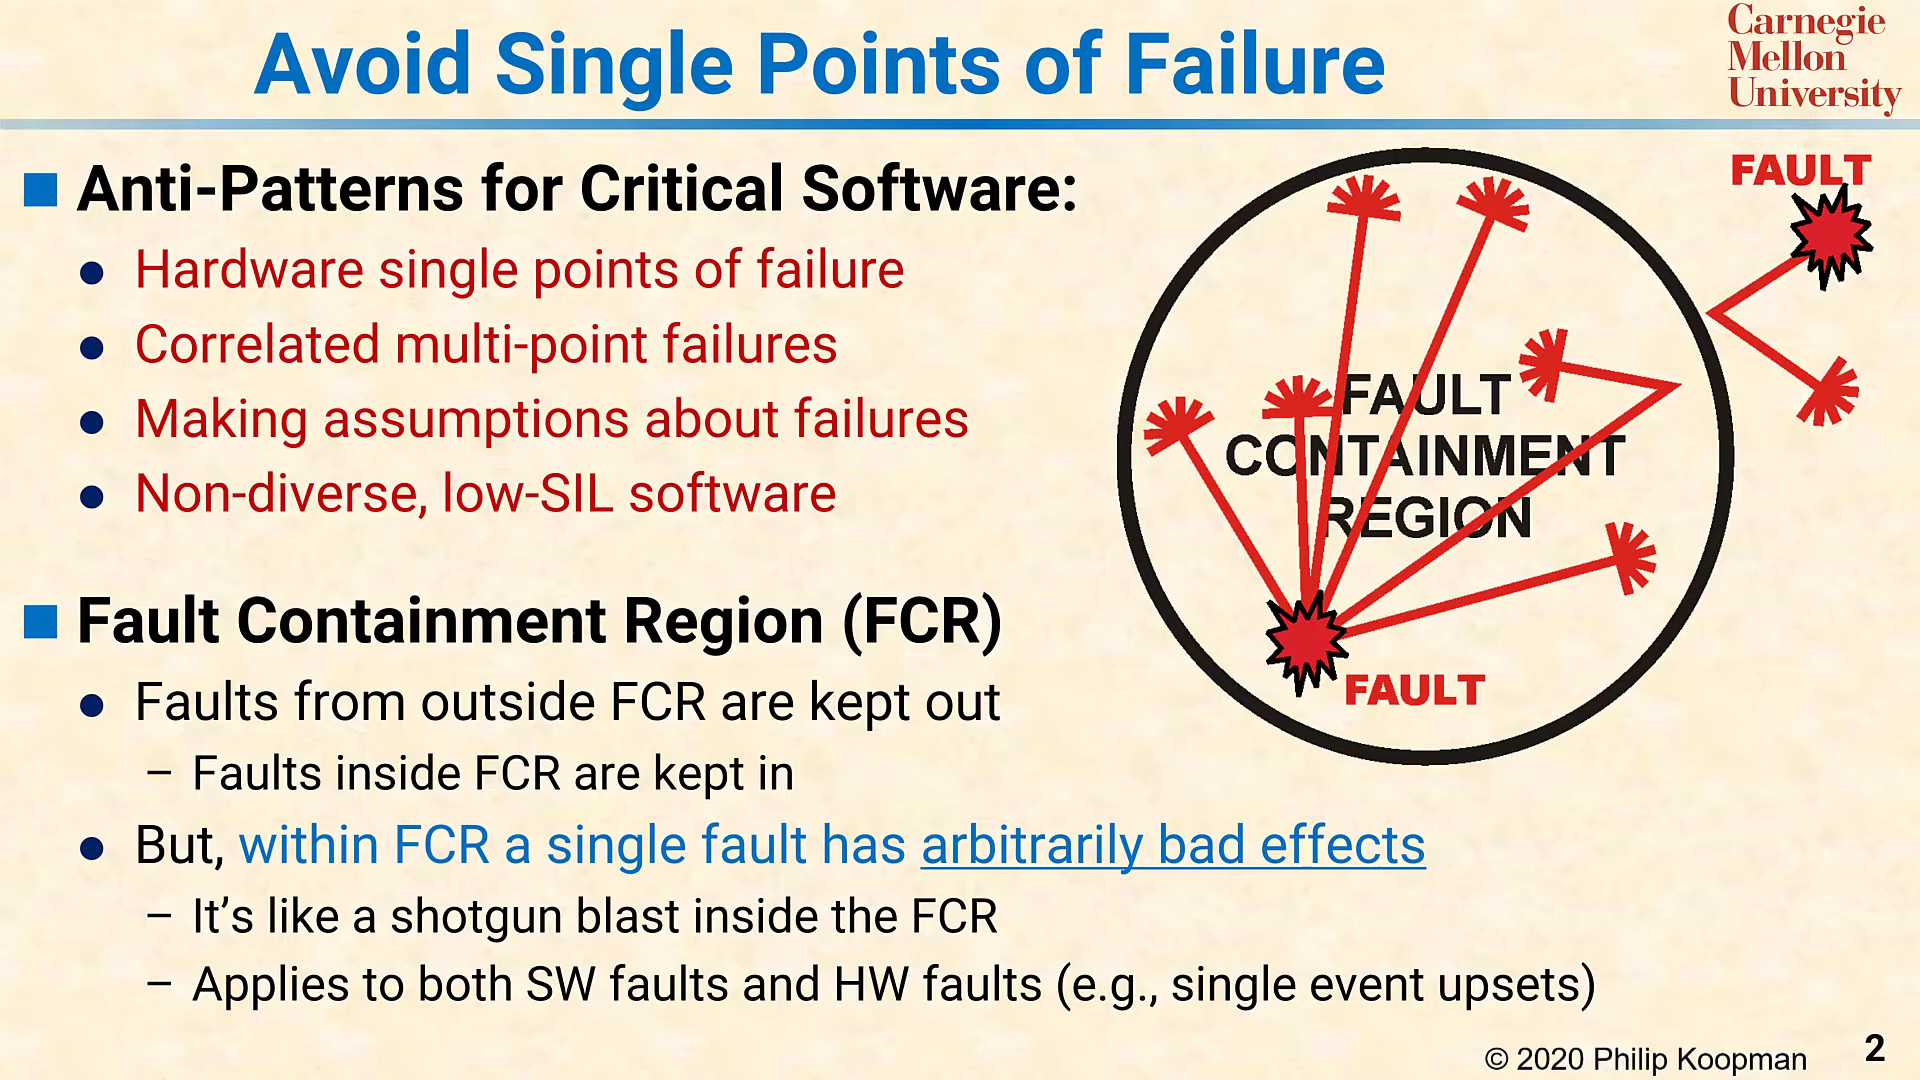 Avoid Single Points of Failure
Carnegie
Mellon
University
■ Anti-Patterns for Critical Software:
● Hardware single points of failure
● Correlated multi-point failures
● Making assumptions about failures
● Non-diverse, low-SIL software
■ Fault Containment Region (FCR)
● Faults from outside FCR are kept out
– Faults inside FCR are kept in
● But, within FCR a single fault has arbitrarily bad effects
– It’s like a shotgun blast inside the FCR
– Applies to both SW faults and HW faults (e.g., single event upsets)
FAULT
FAULT
CONTAINMENT
REGION
FAULT
© 2020 Philip Koopman
2